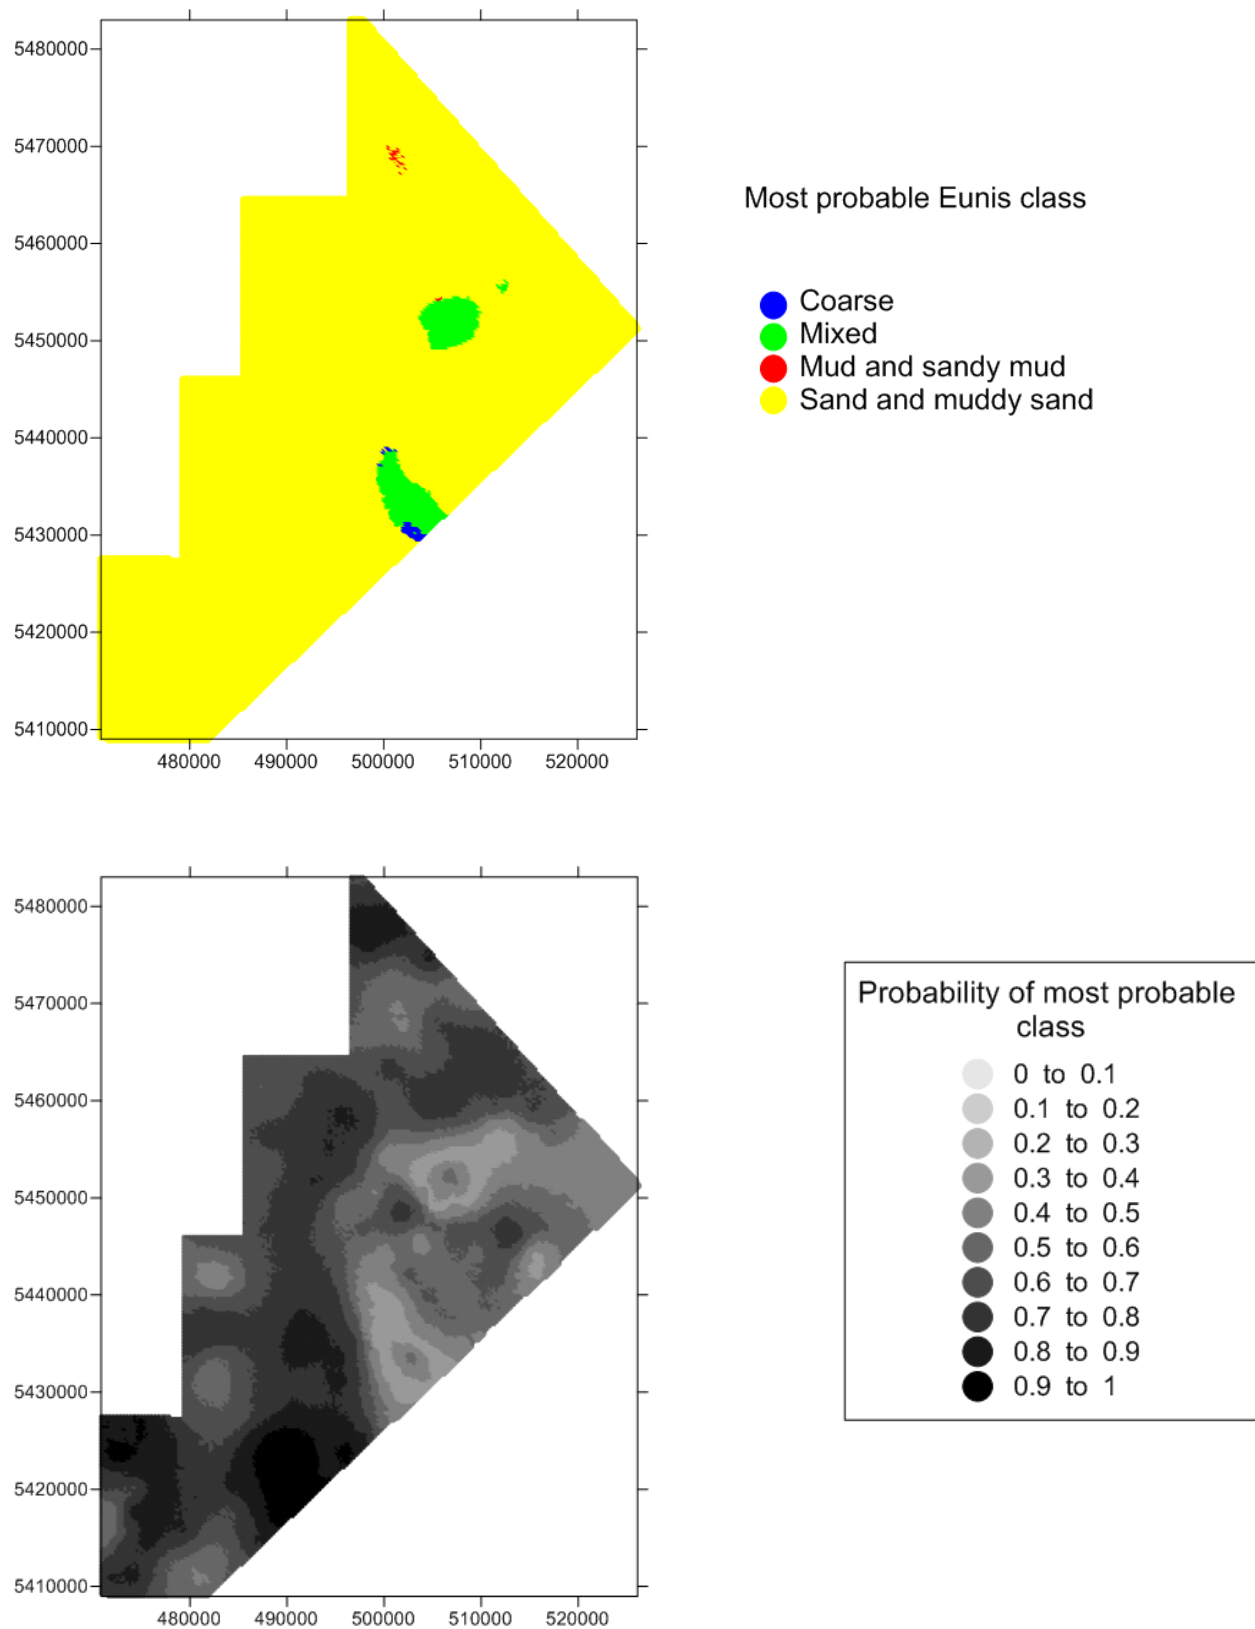 5480000
5470000
5460000
5450000
5440000
5430000
5420000
5410000
480000 490000 500000 510000 520000
Most probable Eunis class
Coarse
Mixed
Mud and sandy mud
Sand and muddy sand
5480000
5470000
5460000
5450000
5440000
5430000
5420000
5410000
480000 490000 500000 510000 520000
Probability of most probable
class
0 to 0.1
0.1 to 0.2
0.2 to 0.3
0.3 to 0.4
0.4 to 0.5
0.5 to 0.6
0.6 to 0.7
0.7 to 0.8
0.8 to 0.9
0.9 to 1